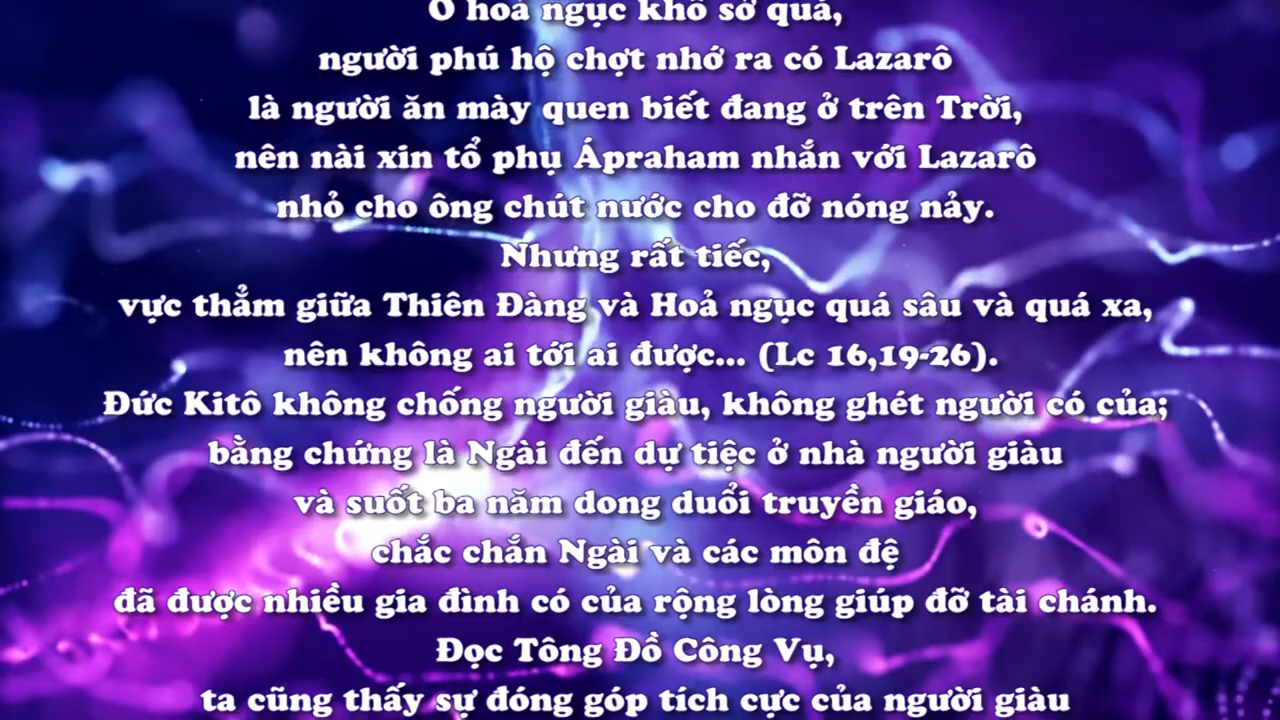 Ở hoả ngục khổ sở quá,
người phú hộ chợt nhớ ra có Lazarô
là người ăn mày quen biết đang ở trên Trời,
nên nài xin tổ phụ Ápraham nhắn với Lazarô
nhỏ cho ông chút nước cho đỡ nóng nảy.
Nhưng rất tiếc,
vực thẳm giữa Thiên Đàng và Hoả ngục quá sâu và quá xa,
nên không ai tới ai được... (Lc 16,19-26).
Đức Kitô không chống người giàu, không ghét người có của;
bằng chứng là Ngài đến dự tiệc ở nhà người giàu
và suốt ba năm dong duổi truyền giáo,
chắc chắn Ngài và các môn đệ
đã được nhiều gia đình có của rộng lòng giúp đỡ tài chánh.
Đọc Tông Đồ Công Vụ,
ta cũng thấy sự đóng góp tích cực của người giàu